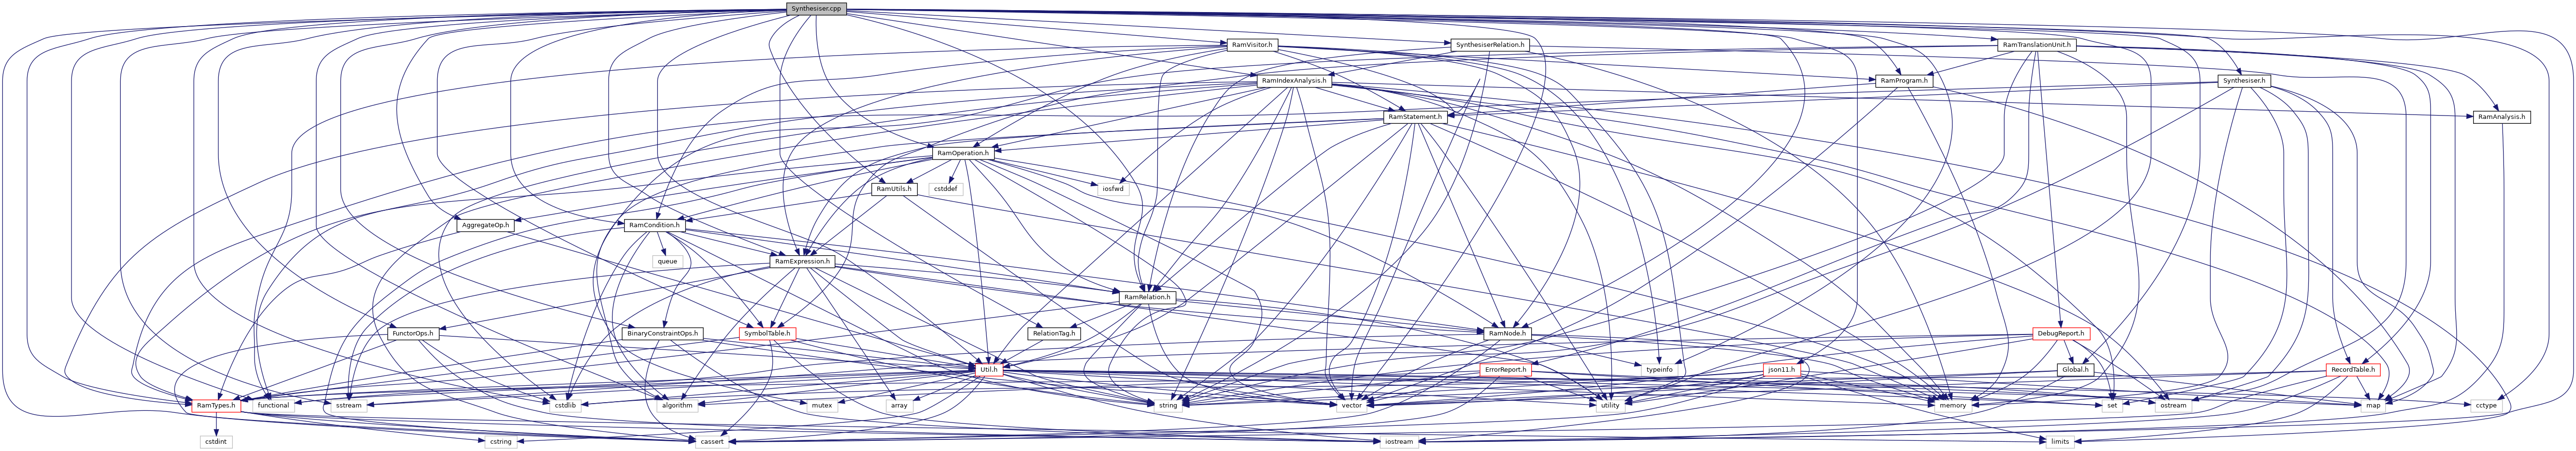 Synthesiser.cpp
RamVisitor.h
SynthesiserRelation.h
RamTranslationUnit.h
RamIndexAnalysis.h
RamProgram.h
Synthesiser.h
RamStatement.h
RamAnalysis.h
RamOperation.h
RamUtils.h
cstddef
iosfwd
AggregateOp.h
RamCondition.h
queue
RamExpression.h
RamRelation.h
FunctorOps.h
BinaryConstraintOps.h
SymbolTable.h
RelationTag.h
RamNode.h
DebugReport.h
Util.h
typeinfo
ErrorReport.h
json11.h
Global.h
RecordTable.h
RamTypes.h
functional
sstream
cstdlib
algorithm
mutex
array
string
vector
utility
memory
set
ostream
map
cctype
cstdint
cstring
cassert
iostream
limits